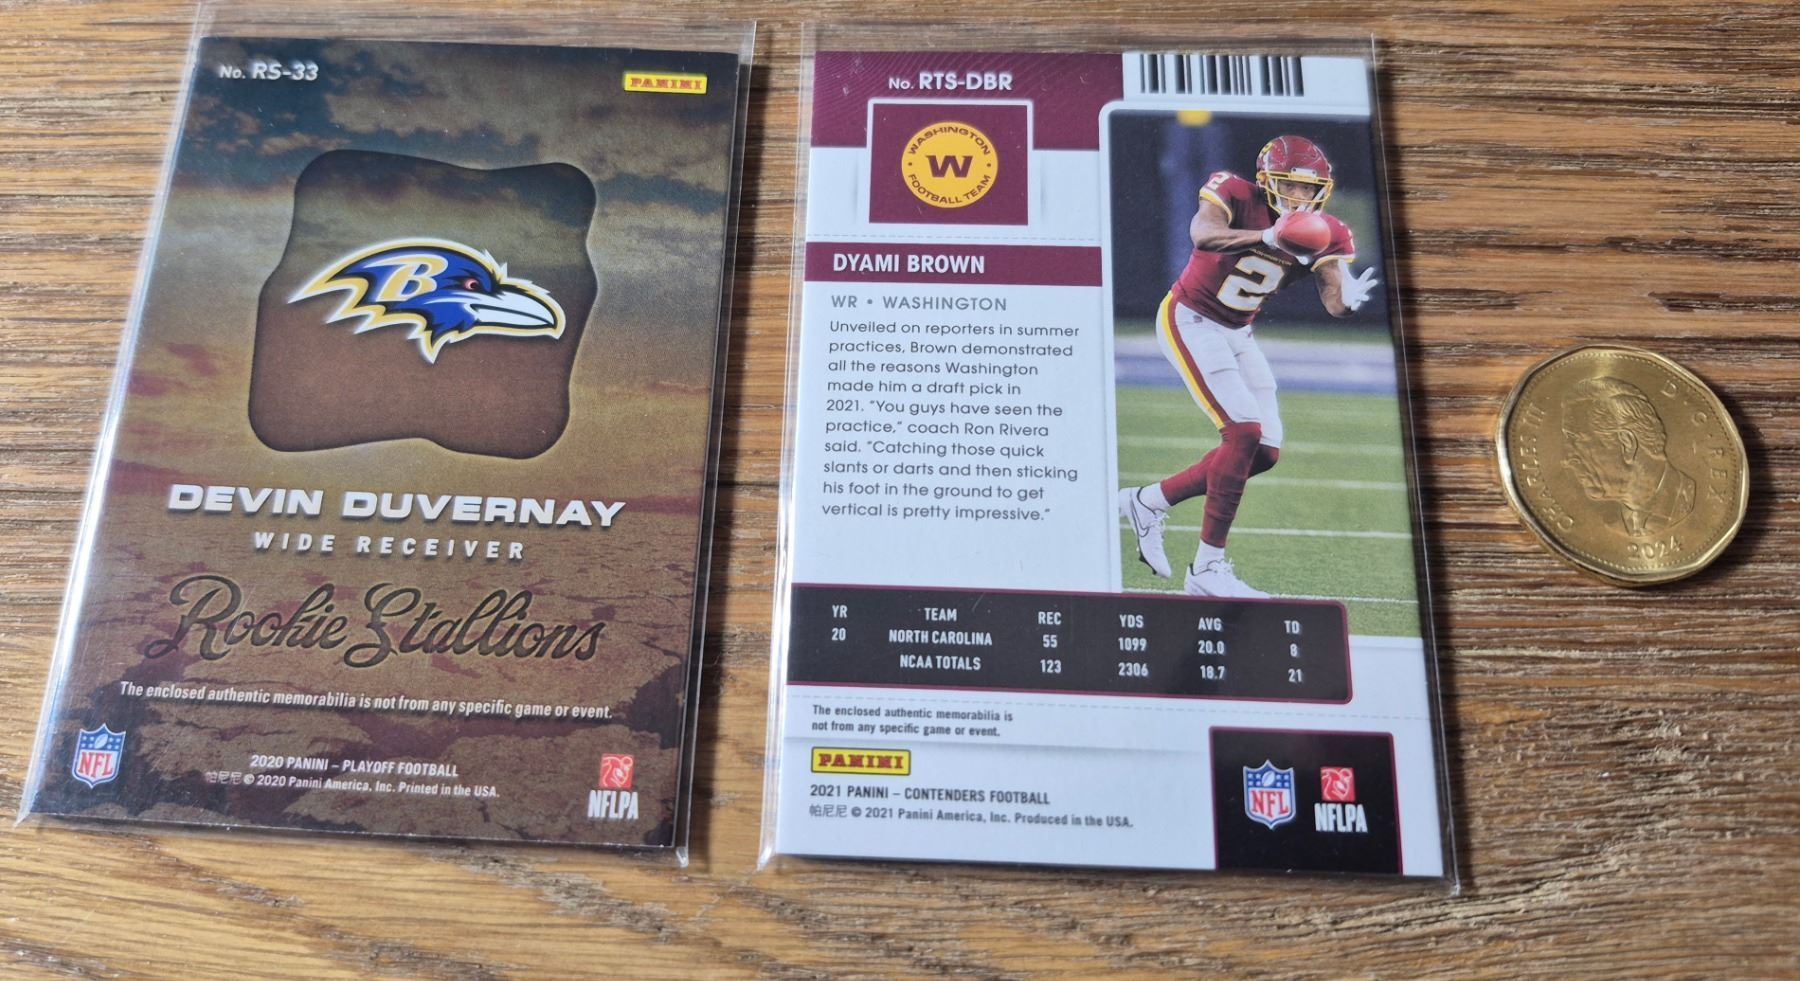 No. RS-33
PANINI
B
DEVIN DUVERNAY
WIDE RECEIVER
Rookie Stallions
The enclosed authentic memorabilia is not from any specific game or event.
NFL
2020 PANINI – PLAYOFF FOOTBALL
帕尼尼 © 2020 Panini America, Inc. Printed in the USA.
NFLPA
No. RTS-DBR
WASHINGTON
W
FOOTBALL TEAM
DYAMI BROWN
WR • WASHINGTON
Unveiled on reporters in summer
practices, Brown demonstrated
all the reasons Washington
made him a draft pick in
2021. "You guys have seen the
practice," coach Ron Rivera
said. "Catching those quick
slants or darts and then sticking
his foot in the ground to get
vertical is pretty impressive."
2
2
WASHINGTON
2
YR TEAM REC YDS AVG TD
20 NORTH CAROLINA 55 1099 20.0 8
NCAA TOTALS 123 2306 18.7 21
The enclosed authentic memorabilia is
not from any specific game or event.
PANINI
2021 PANINI – CONTENDERS FOOTBALL
帕尼尼 © 2021 Panini America, Inc. Produced in the USA.
NFL
NFLPA
CHARLES III D·G·REX
2024